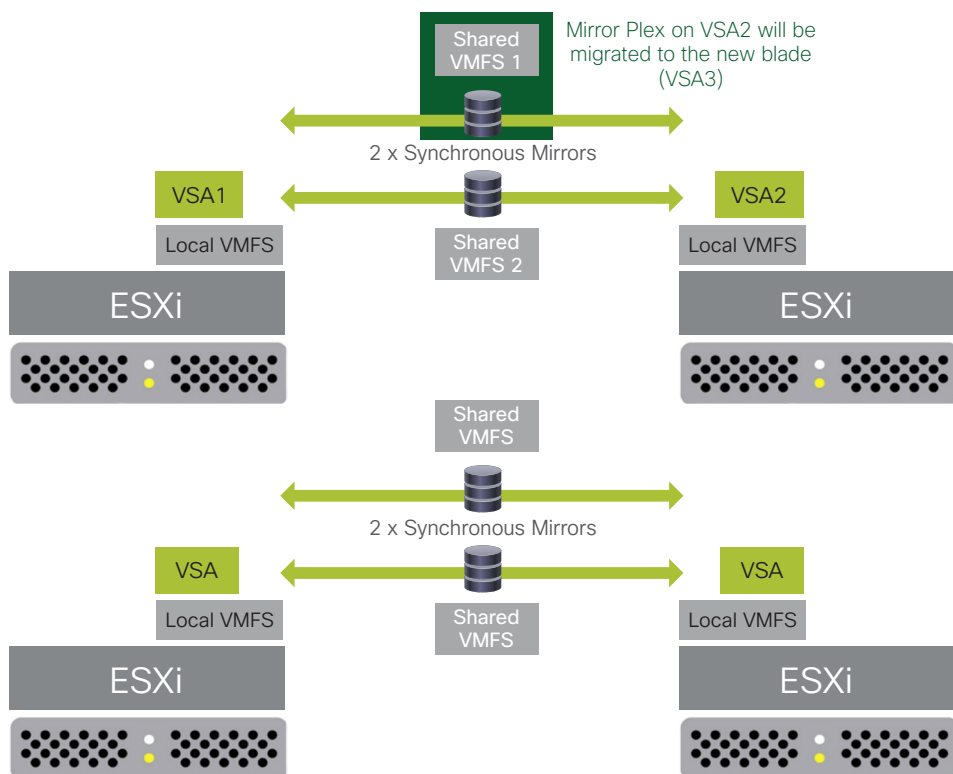 Shared
VMFS 1
Mirror Plex on VSA2 will be
migrated to the new blade
(VSA3)
2 x Synchronous Mirrors
VSA1
VSA2
Local VMFS
Shared
VMFS 2
Local VMFS
ESXi
ESXi
Shared
VMFS
2 x Synchronous Mirrors
VSA
VSA
Local VMFS
Shared
VMFS
Local VMFS
ESXi
ESXi